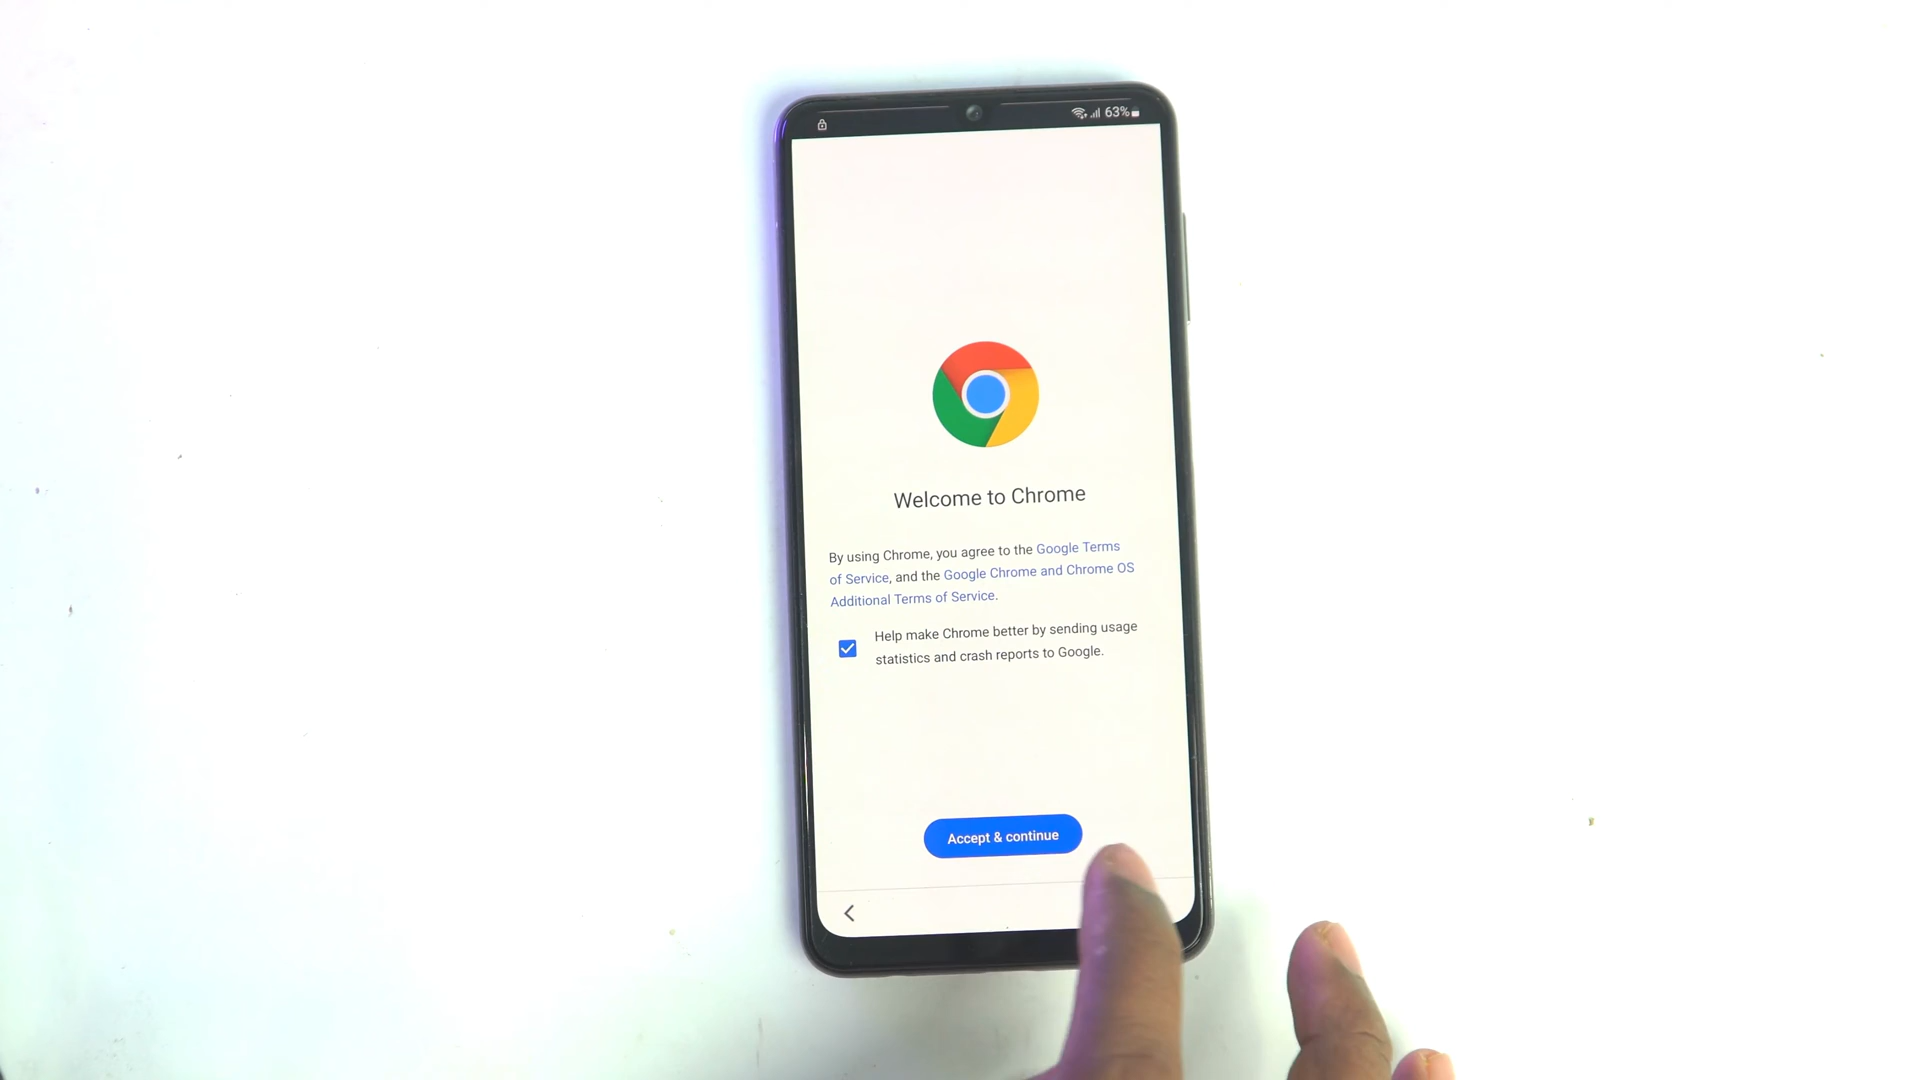 63%
Welcome to Chrome
By using Chrome, you agree to the Google Terms
of Service, and the Google Chrome and Chrome OS
Additional Terms of Service.
Help make Chrome better by sending usage
statistics and crash reports to Google.
Accept & continue